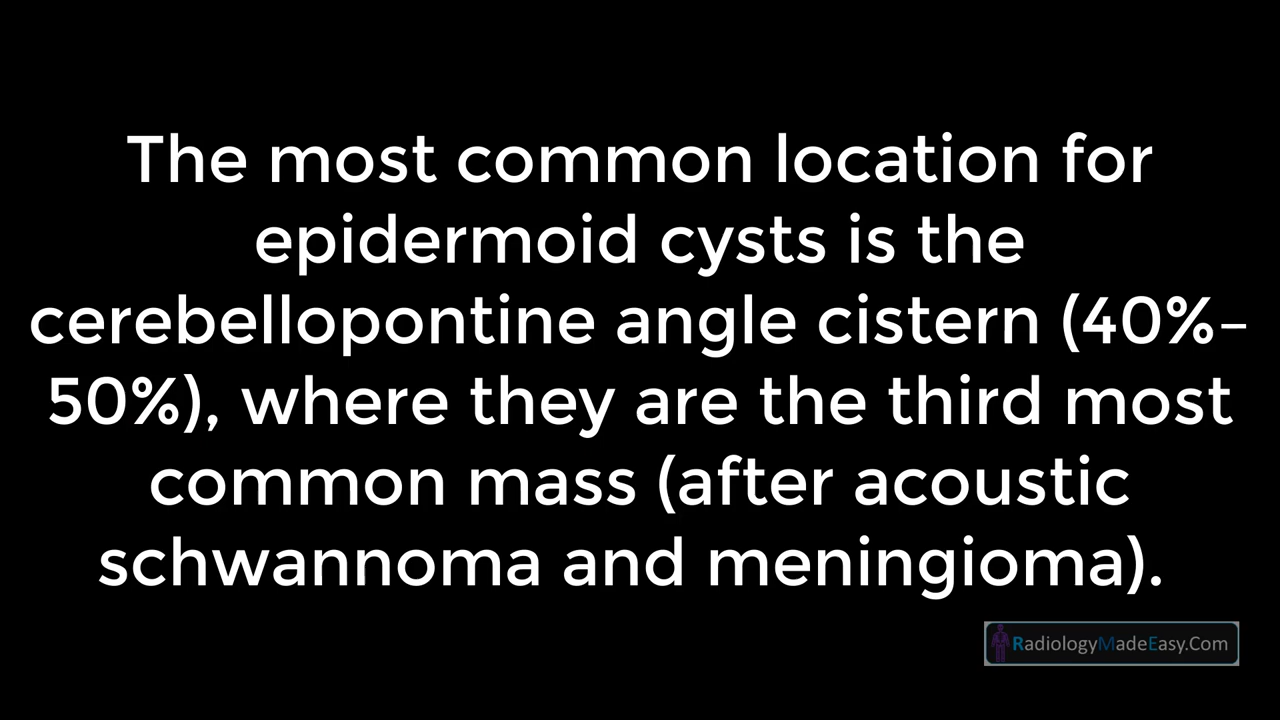 The most common location for
epidermoid cysts is the
cerebellopontine angle cistern (40%–
50%), where they are the third most
common mass (after acoustic
schwannoma and meningioma).
RadiologyMadeEasy.Com